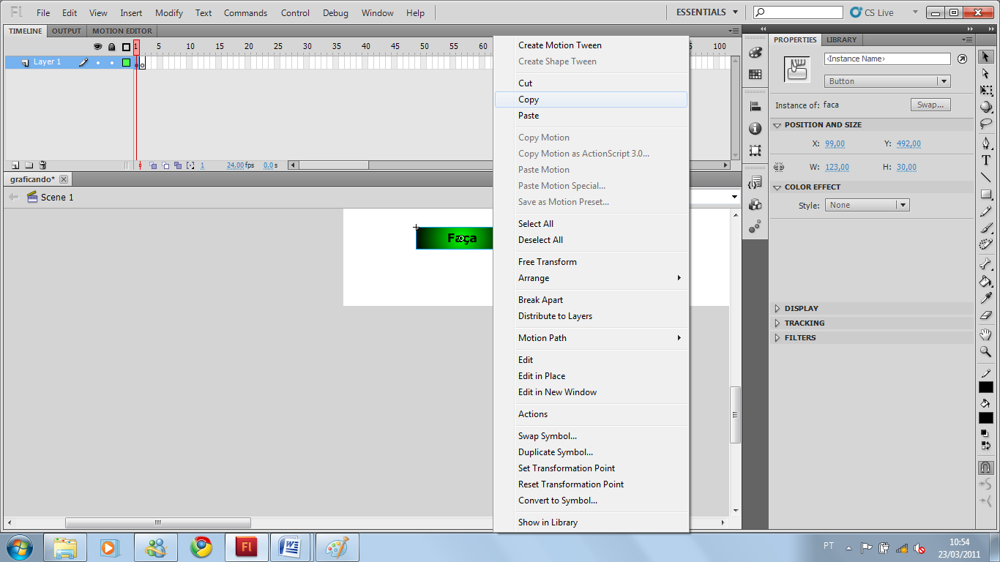 Fl File Edit View Insert Modify Text Commands Control Debug Window Help ESSENTIALS CS Live
TIMELINE OUTPUT MOTION EDITOR
1 5 10 15 20 25 30 35 40 45 50 55 60 100
Layer 1
1 24,00 fps 0,0 s
graficando*
Scene 1
Faça
Create Motion Tween
Create Shape Tween
Cut
Copy
Paste
Copy Motion
Copy Motion as ActionScript 3.0...
Paste Motion
Paste Motion Special...
Save as Motion Preset...
Select All
Deselect All
Free Transform
Arrange
Break Apart
Distribute to Layers
Motion Path
Edit
Edit in Place
Edit in New Window
Actions
Swap Symbol...
Duplicate Symbol...
Set Transformation Point
Reset Transformation Point
Convert to Symbol...
Show in Library
PROPERTIES LIBRARY
<Instance Name>
Button
Instance of: faca Swap...
POSITION AND SIZE
X: 99,00 Y: 492,00
W: 123,00 H: 30,00
COLOR EFFECT
Style: None
DISPLAY
TRACKING
FILTERS
T
Fl W
PT 10:54
23/03/2011